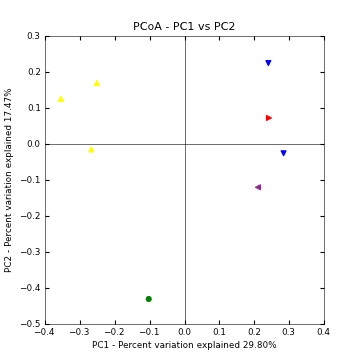 PCoA - PC1 vs PC2
0.3
0.2
0.1
0.0
−0.1
−0.2
−0.3
−0.4
−0.5
PC2 - Percent variation explained 17.47%
−0.4 −0.3 −0.2 −0.1 0.0 0.1 0.2 0.3 0.4
PC1 - Percent variation explained 29.80%